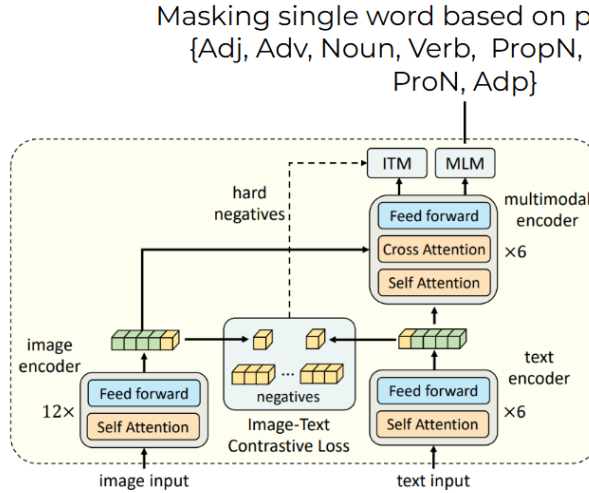 Masking single word based on p
{Adj, Adv, Noun, Verb, PropN,
ProN, Adp}
ITM
MLM
hard
negatives
multimodal
encoder
Feed forward
Cross Attention
×6
Self Attention
image
encoder
text
encoder
Feed forward
12×
Self Attention
negatives
Image-Text
Contrastive Loss
Feed forward
×6
Self Attention
image input
text input